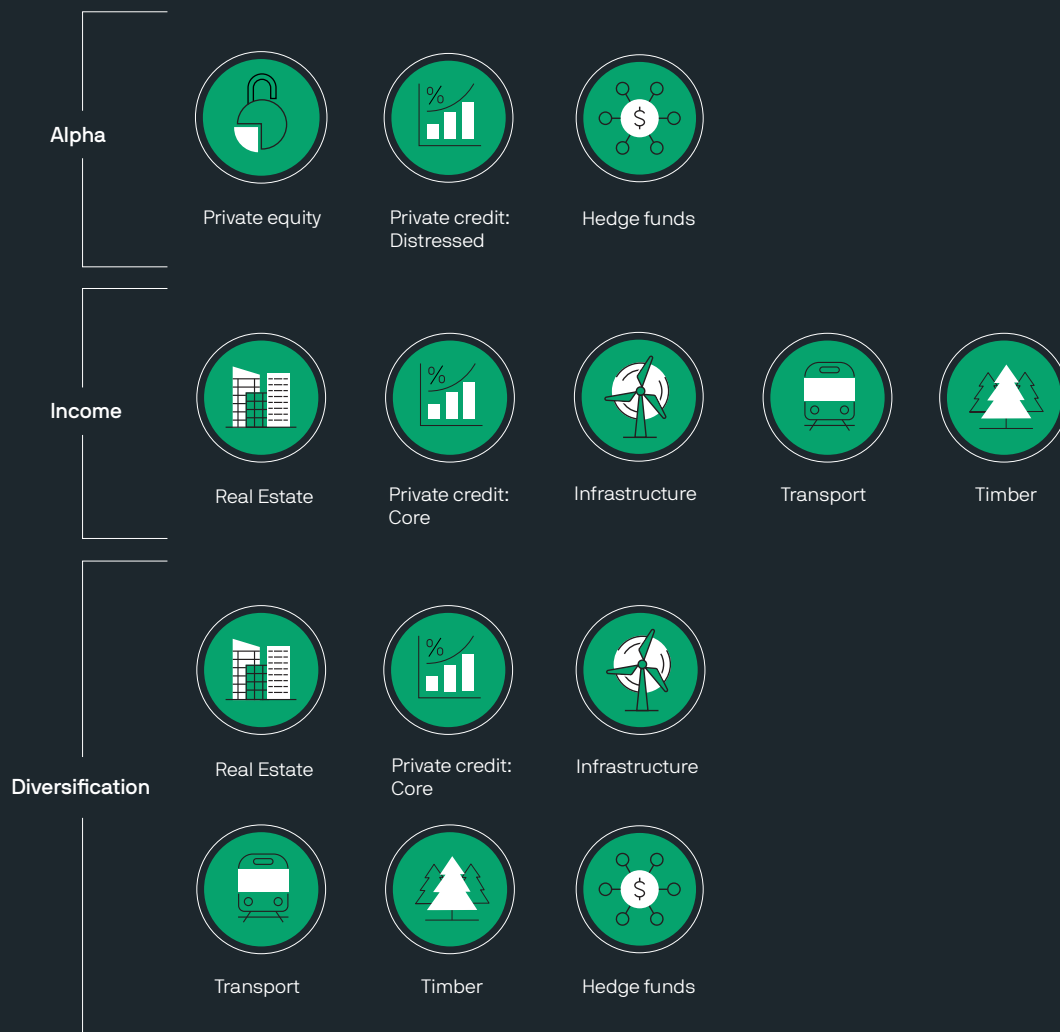 Alpha
Private equity
Private credit:
Distressed
Hedge funds
Income
Real Estate
Private credit:
Core
Infrastructure
Transport
Timber
Diversification
Real Estate
Private credit:
Core
Infrastructure
Transport
Timber
Hedge funds
%
$
%
%
$